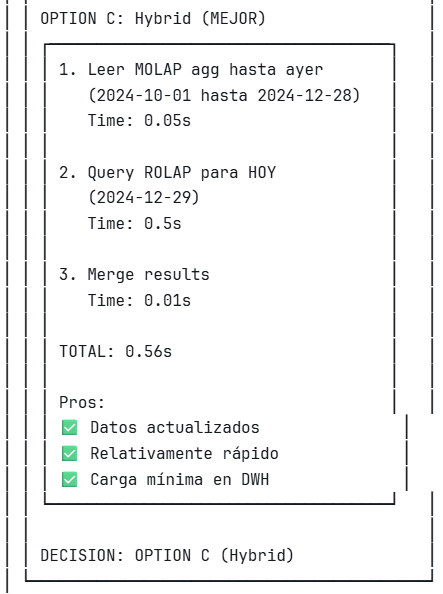 OPTION C: Hybrid (MEJOR)
1. Leer MOLAP agg hasta ayer
(2024-10-01 hasta 2024-12-28)
Time: 0.05s
2. Query ROLAP para HOY
(2024-12-29)
Time: 0.5s
3. Merge results
Time: 0.01s
TOTAL: 0.56s
Pros:
✅ Datos actualizados
✅ Relativamente rápido
✅ Carga mínima en DWH
DECISION: OPTION C (Hybrid)